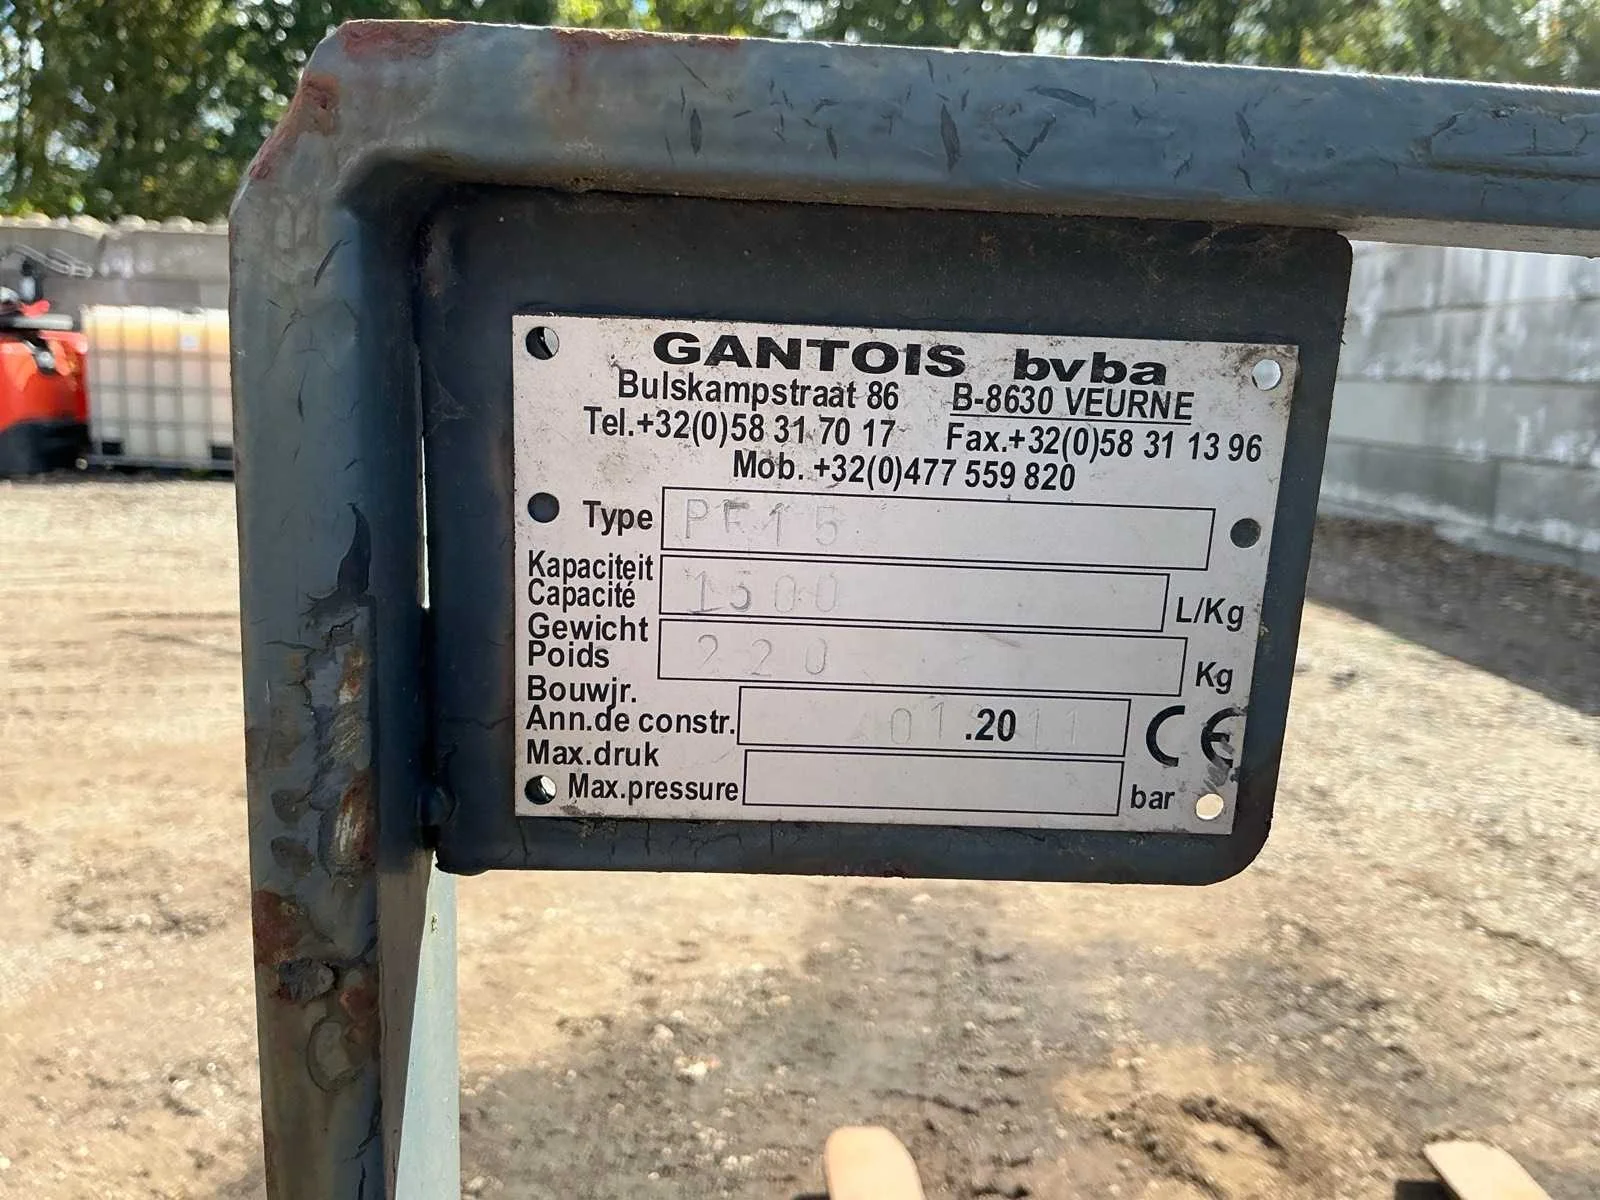 GANTOIS bvba
Bulskampstraat 86 B-8630 VEURNE
Tel.+32(0)58 31 70 17 Fax.+32(0)58 31 13 96
Mob. +32(0)477 559 820
Type PF15
Kapaciteit
Capacité 1500 L/Kg
Gewicht
Poids 220 Kg
Bouwjr.
Ann.de constr. 01 .20 11 CE
Max.druk
Max.pressure bar